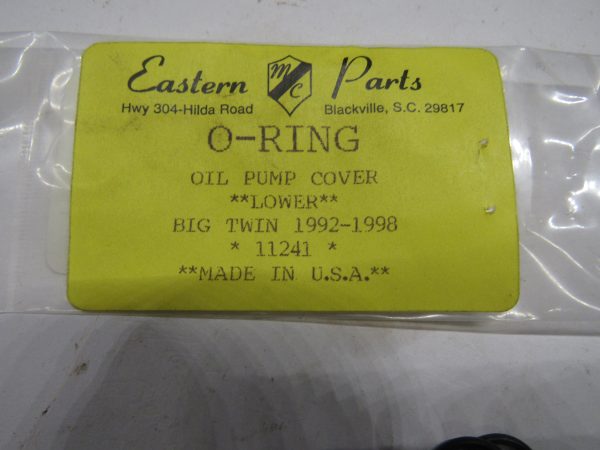 Eastern MC Parts
Hwy 304-Hilda Road Blackville, S.C. 29817
O-RING
OIL PUMP COVER
**LOWER**
BIG TWIN 1992-1998
* 11241 *
**MADE IN U.S.A.**